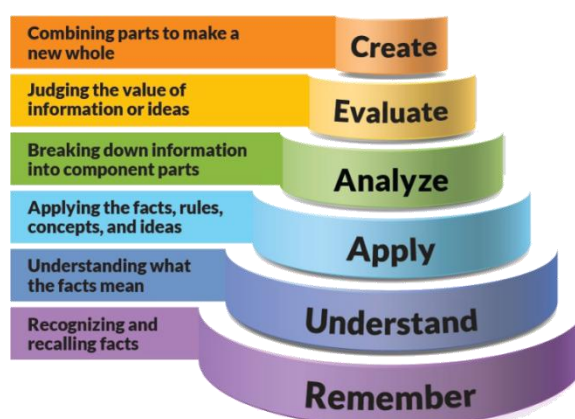 Combining parts to make a
new whole
Create
Judging the value of
information or ideas
Evaluate
Breaking down information
into component parts
Analyze
Applying the facts, rules,
concepts, and ideas
Apply
Understanding what
the facts mean
Understand
Recognizing and
recalling facts
Remember